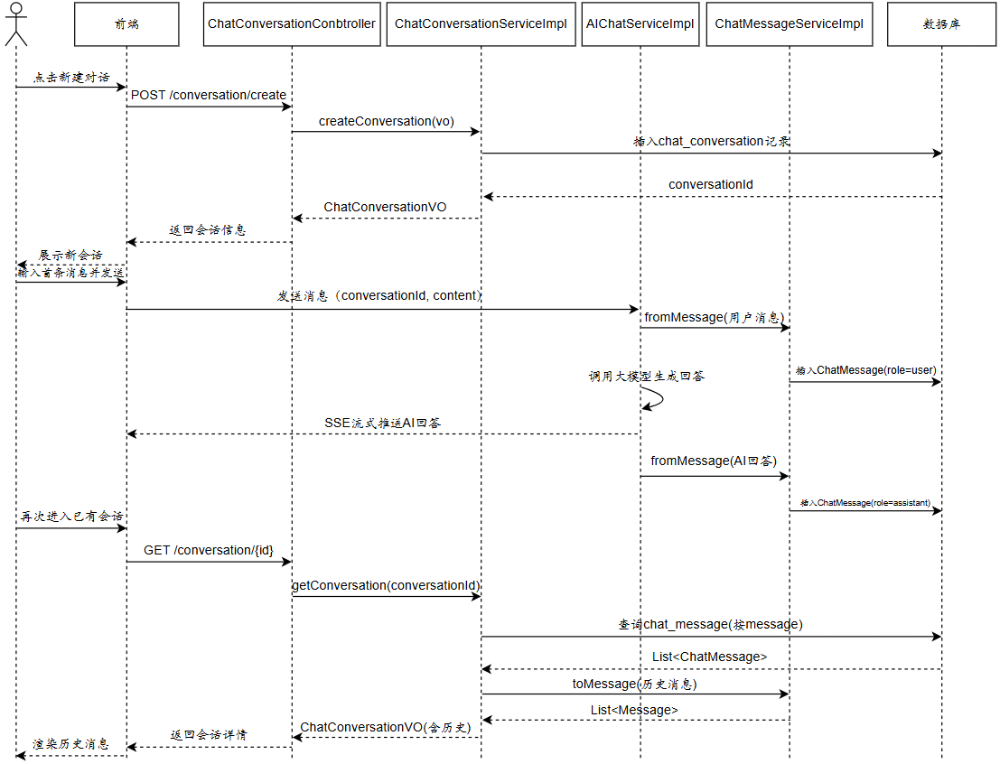 前端
ChatConversationConbtroller
ChatConversationServiceImpl
AIChatServiceImpl
ChatMessageServiceImpl
数据库
点击新建对话
POST /conversation/create
createConversation(vo)
插入chat_conversation记录
conversationId
ChatConversationVO
返回会话信息
展示新会话
输入首条消息并发送
发送消息（conversationId, content）
fromMessage(用户消息)
插入ChatMessage(role=user)
调用大模型生成回答
SSE流式推送AI回答
fromMessage(AI回答)
插入ChatMessage(role=assistant)
再次进入已有会话
GET /conversation/{id}
getConversation(conversationId)
查询chat_message(按message)
List<ChatMessage>
toMessage(历史消息)
List<Message>
ChatConversationVO(含历史)
返回会话详情
渲染历史消息